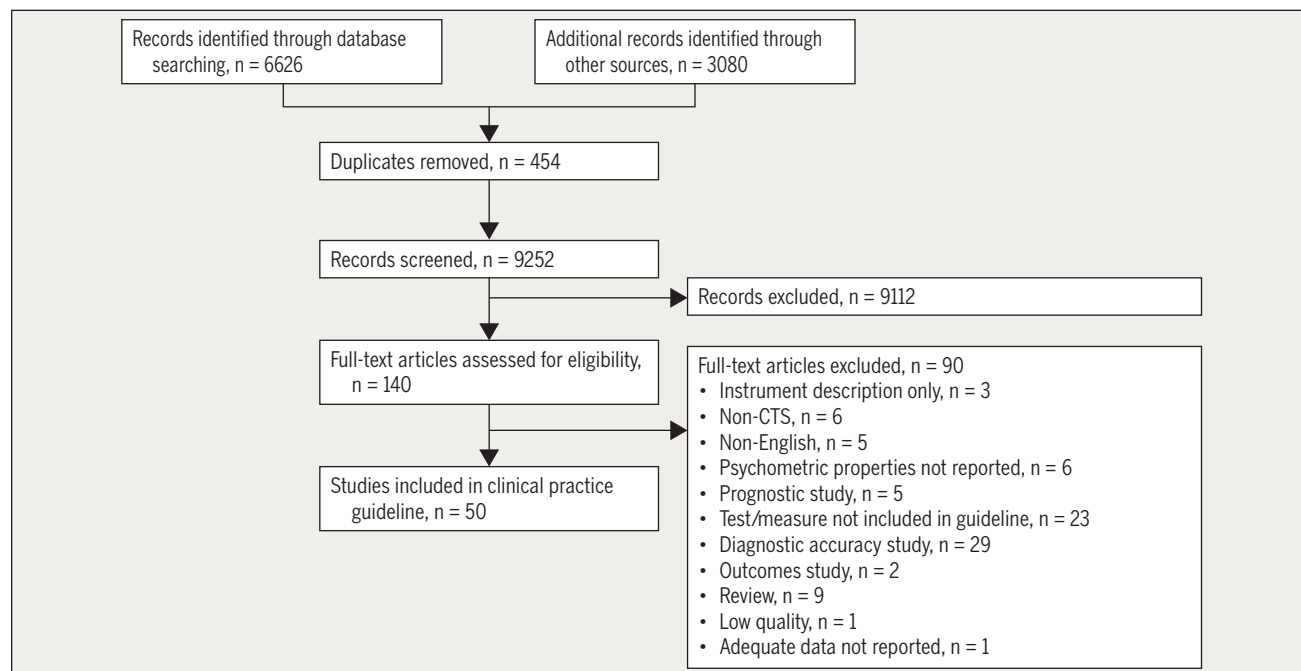 Records identified through database
searching, n = 6626
Additional records identified through
other sources, n = 3080
Duplicates removed, n = 454
Records screened, n = 9252
Records excluded, n = 9112
Full-text articles assessed for eligibility,
n = 140
Full-text articles excluded, n = 90
• Instrument description only, n = 3
• Non-CTS, n = 6
• Non-English, n = 5
• Psychometric properties not reported, n = 6
• Prognostic study, n = 5
• Test/measure not included in guideline, n = 23
• Diagnostic accuracy study, n = 29
• Outcomes study, n = 2
• Review, n = 9
• Low quality, n = 1
• Adequate data not reported, n = 1
Studies included in clinical practice
guideline, n = 50